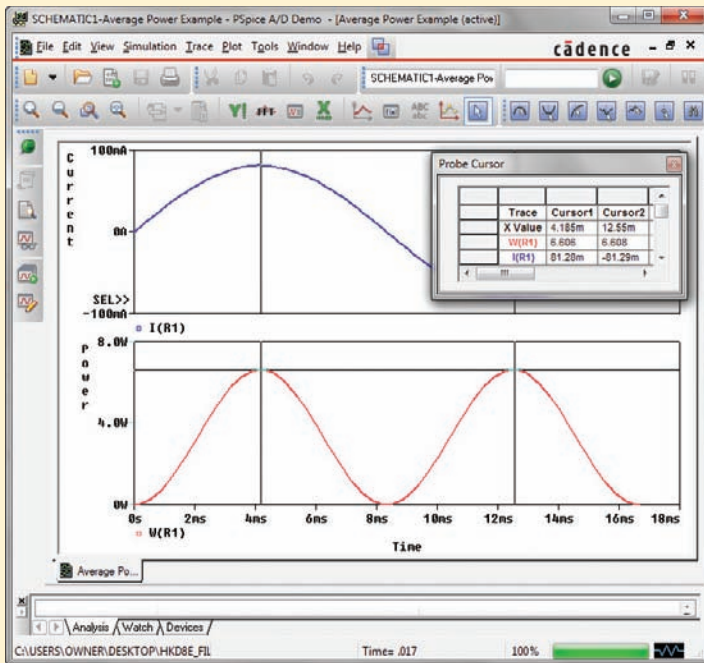 SCHEMATIC1-Average Power Example - PSpice A/D Demo - [Average Power Example (active)]
File Edit View Simulation Trace Plot Tools Window Help
cādence
SCHEMATIC1-Average Pow
ABC
abc
Current
100mA
0A
SEL>>
-100mA
I(R1)
Probe Cursor
Trace Cursor1 Cursor2
X Value 4.185m 12.55m
W(R1) 6.606 6.608
I(R1) 81.28m -81.29m
Power
8.0W
4.0W
0W
0s 2ms 4ms 6ms 8ms 10ms 12ms 14ms 16ms 18ms
W(R1)
Time
Average Po...
Analysis Watch Devices
C:\USERS\OWNER\DESKTOP\HKD8E_FIL
Time= .017
100%